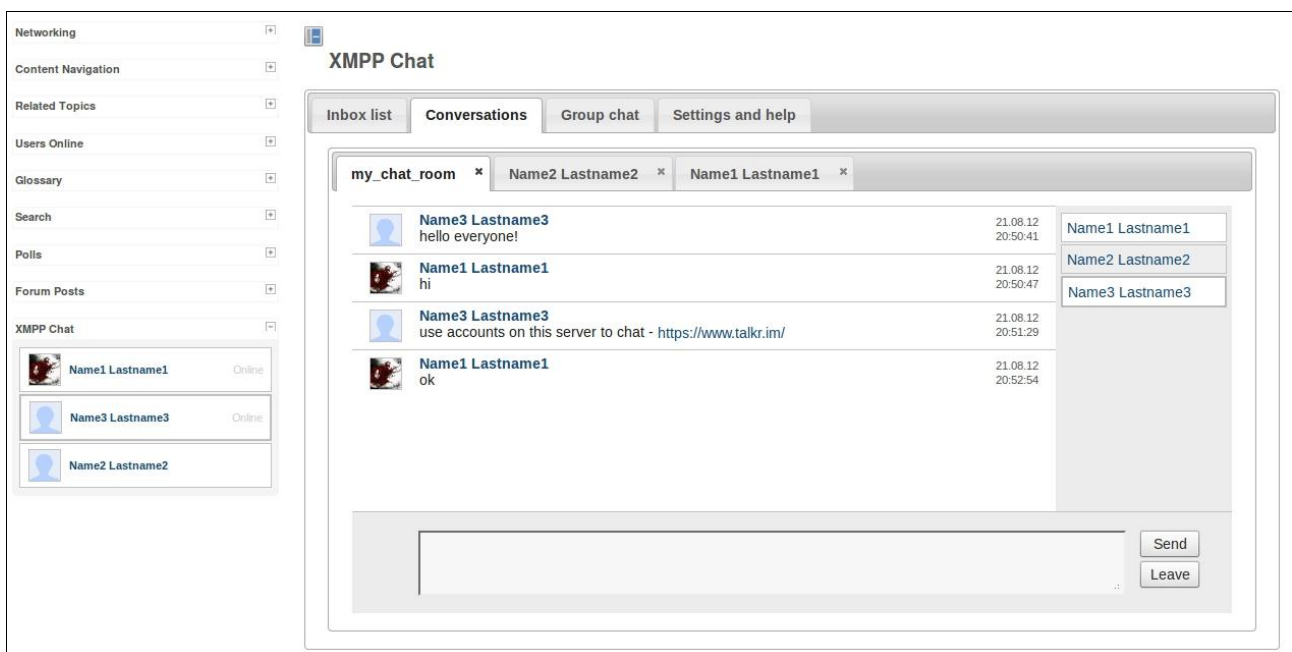 Networking
Content Navigation
Related Topics
Users Online
Glossary
Search
Polls
Forum Posts
XMPP Chat
Name1 Lastname1 Online
Name3 Lastname3 Online
Name2 Lastname2
XMPP Chat
Inbox list Conversations Group chat Settings and help
my_chat_room × Name2 Lastname2 × Name1 Lastname1 ×
Name3 Lastname3 21.08.12
hello everyone! 20:50:41
Name1 Lastname1 21.08.12
hi 20:50:47
Name3 Lastname3 21.08.12
use accounts on this server to chat - https://www.talkr.im/ 20:51:29
Name1 Lastname1 21.08.12
ok 20:52:54
Name1 Lastname1
Name2 Lastname2
Name3 Lastname3
Send
Leave